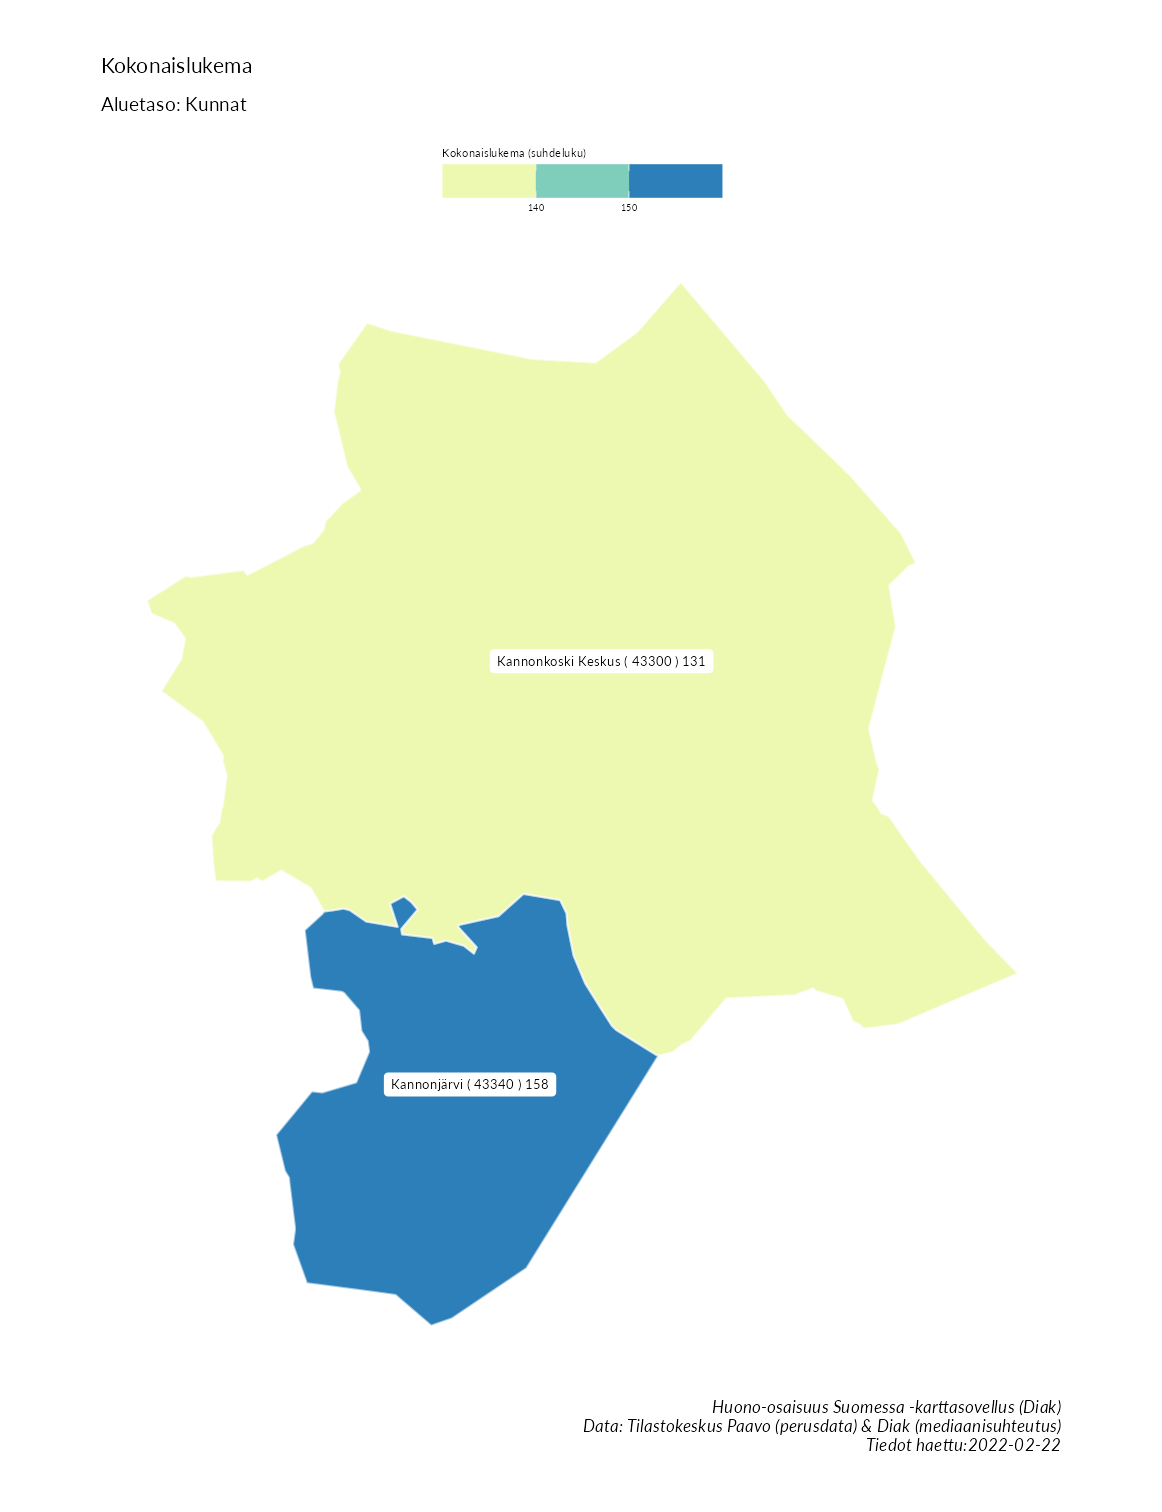 Kokonaislukema
Aluetaso: Kunnat
Kokonaislukema (suhdeluku)
140 150
Kannonkoski Keskus ( 43300 ) 131
Kannonjärvi ( 43340 ) 158
Huono-osaisuus Suomessa -karttasovellus (Diak)
Data: Tilastokeskus Paavo (perusdata) & Diak (mediaanisuhteutus)
Tiedot haettu:2022-02-22